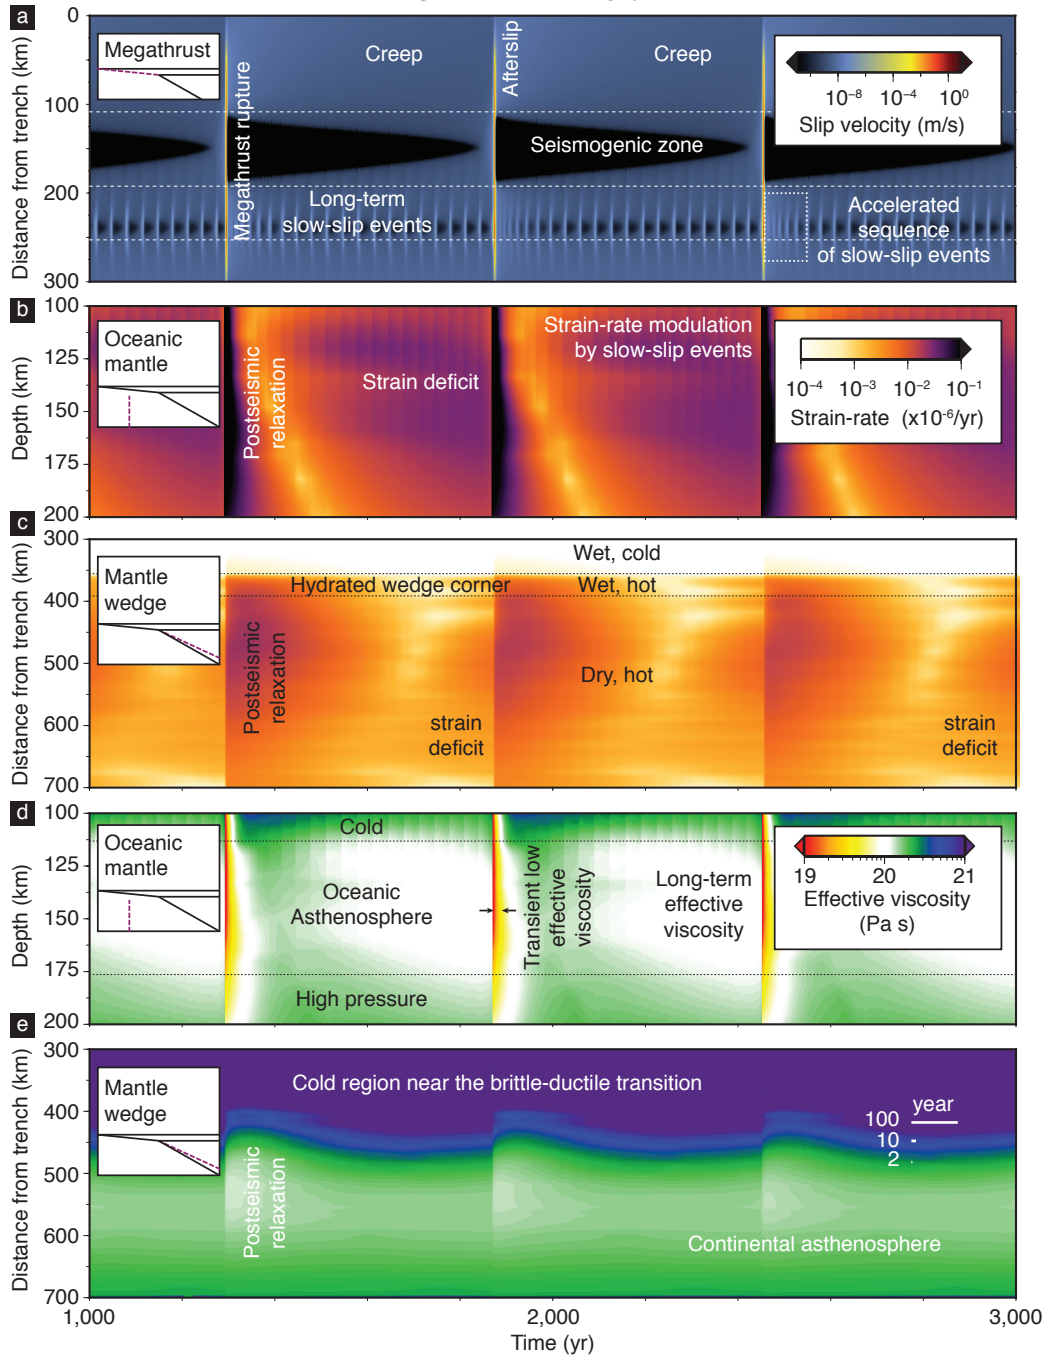 a
0
100
200
300
Distance from trench (km)
Megathrust
Creep
Megathrust rupture
Afterslip
Creep
Seismogenic zone
Long-term
slow-slip events
Accelerated
sequence
of slow-slip events
10⁻⁸ 10⁻⁴ 10⁰
Slip velocity (m/s)
b
100
125
150
175
200
Depth (km)
Oceanic
mantle
Postseismic
relaxation
Strain deficit
Strain-rate modulation
by slow-slip events
10⁻⁴ 10⁻³ 10⁻² 10⁻¹
Strain-rate (x10⁻⁶/yr)
c
300
400
500
600
700
Distance from trench (km)
Mantle
wedge
Wet, cold
Hydrated wedge corner
Wet, hot
Postseismic
relaxation
Dry, hot
strain
deficit
strain
deficit
d
100
125
150
175
200
Depth (km)
Oceanic
mantle
Cold
Oceanic
Asthenosphere
Transient low
effective
viscosity
Long-term
effective
viscosity
High pressure
19 20 21
Effective viscosity
(Pa s)
e
300
400
500
600
700
Distance from trench (km)
Mantle
wedge
Cold region near the brittle-ductile transition
year
100
10
2
Postseismic
relaxation
Continental asthenosphere
1,000 2,000 3,000
Time (yr)